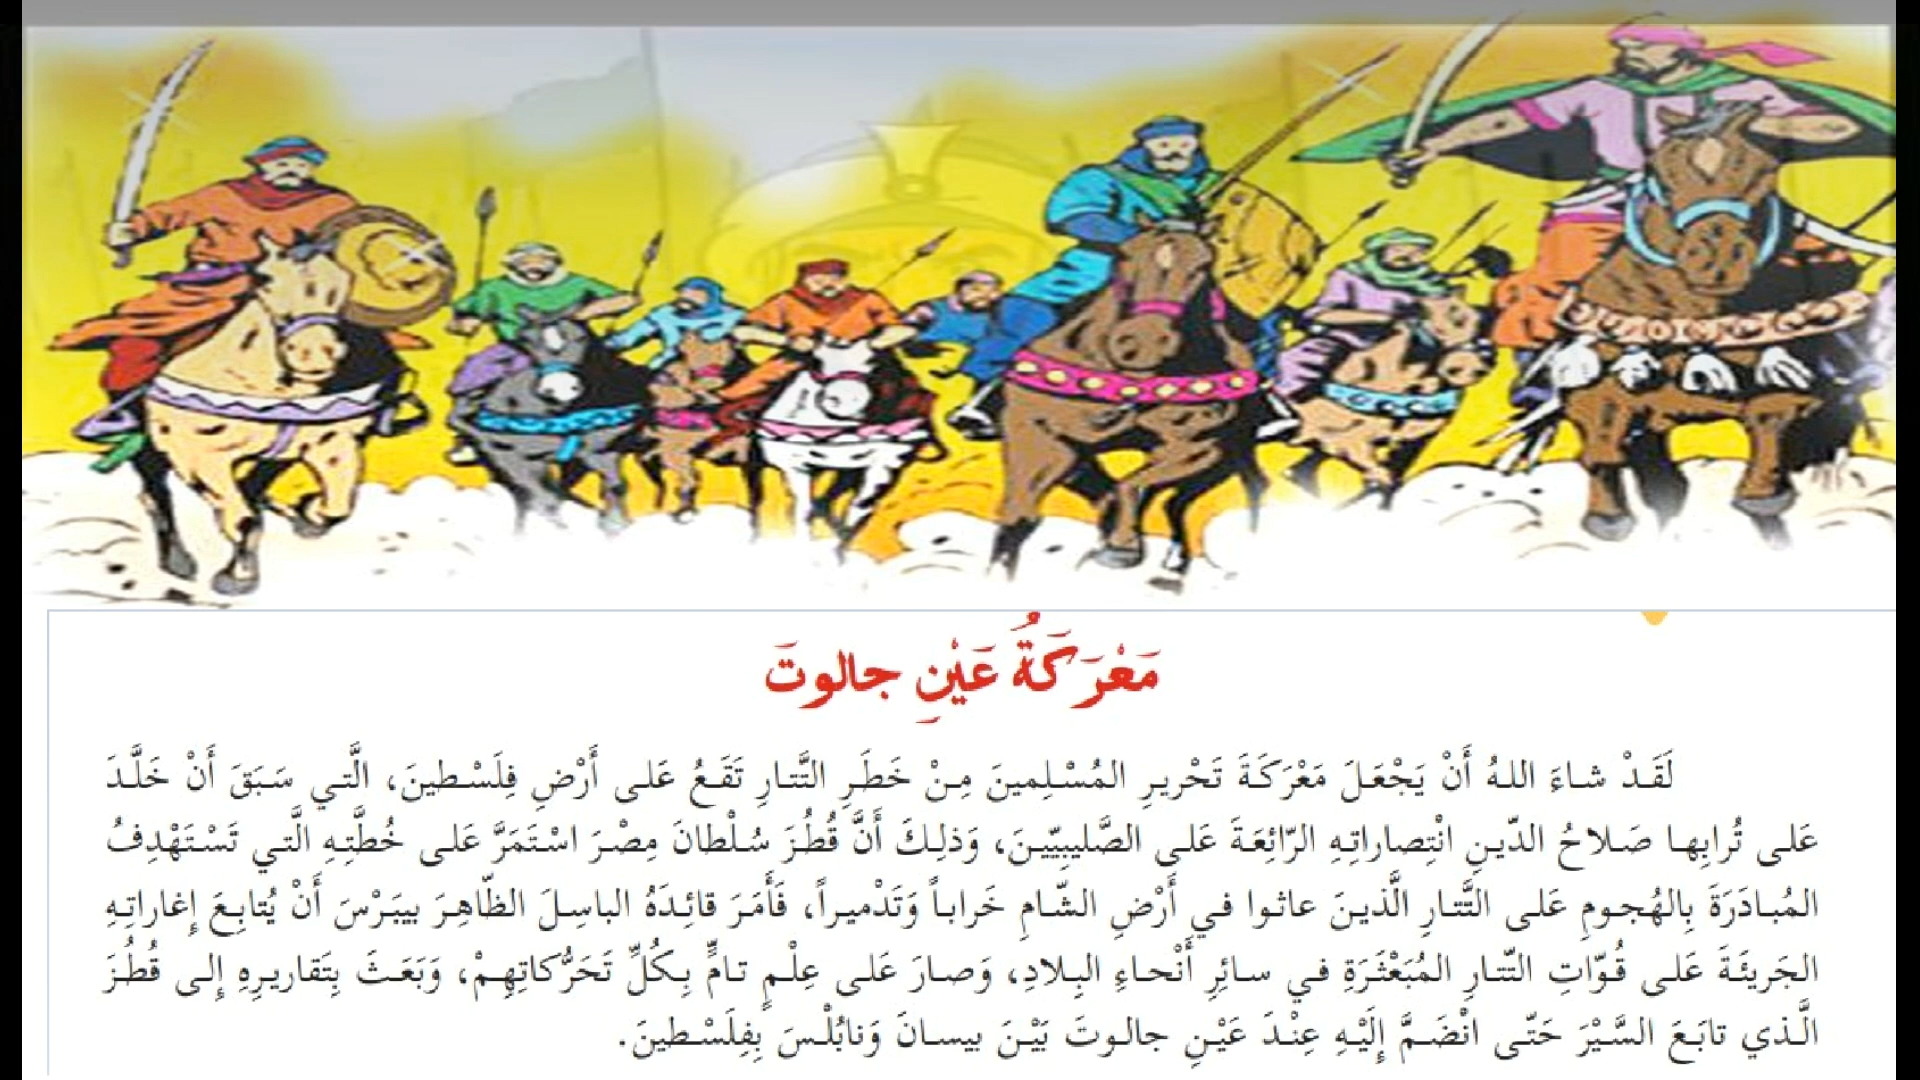 مَعْرَكَةُ عَيْنِ جالوتَ
لَقَدْ شاءَ اللهُ أَنْ يَجْعَلَ مَعْرَكَةَ تَحْريرِ المُسْلِمينَ مِنْ خَطَرِ التَّتارِ تَقَعُ عَلى أَرْضِ فِلَسْطينَ، الَّتي سَبَقَ أَنْ خَلَّدَ
عَلى تُرابِها صَلاحُ الدّينِ انْتِصاراتِهِ الرّائِعَةَ عَلى الصَّليبِيّينَ، وَذلِكَ أَنَّ قُطُزَ سُلْطانَ مِصْرَ اسْتَمَرَّ عَلى خُطَّتِهِ الَّتي تَسْتَهْدِفُ
المُبادَرَةَ بِالهُجومِ عَلى التَّتارِ الَّذينَ عاثوا في أَرْضِ الشّامِ خَراباً وَتَدْميراً، فَأَمَرَ قائِدَهُ الباسِلَ الظّاهِرَ بيبَرْسَ أَنْ يُتابِعَ إِغاراتِهِ
الجَريئَةَ عَلى قُوّاتِ التَّتارِ المُبَعْثَرَةِ في سائِرِ أَنْحاءِ البِلادِ، وَصارَ عَلى عِلْمٍ تامٍّ بِكُلِّ تَحَرُّكاتِهِمْ، وَبَعَثَ بِتَقاريرِهِ إِلى قُطُزَ
الَّذي تابَعَ السَّيْرَ حَتّى انْضَمَّ إِلَيْهِ عِنْدَ عَيْنِ جالوتَ بَيْنَ بيسانَ وَنابُلْسَ بِفِلَسْطينَ.